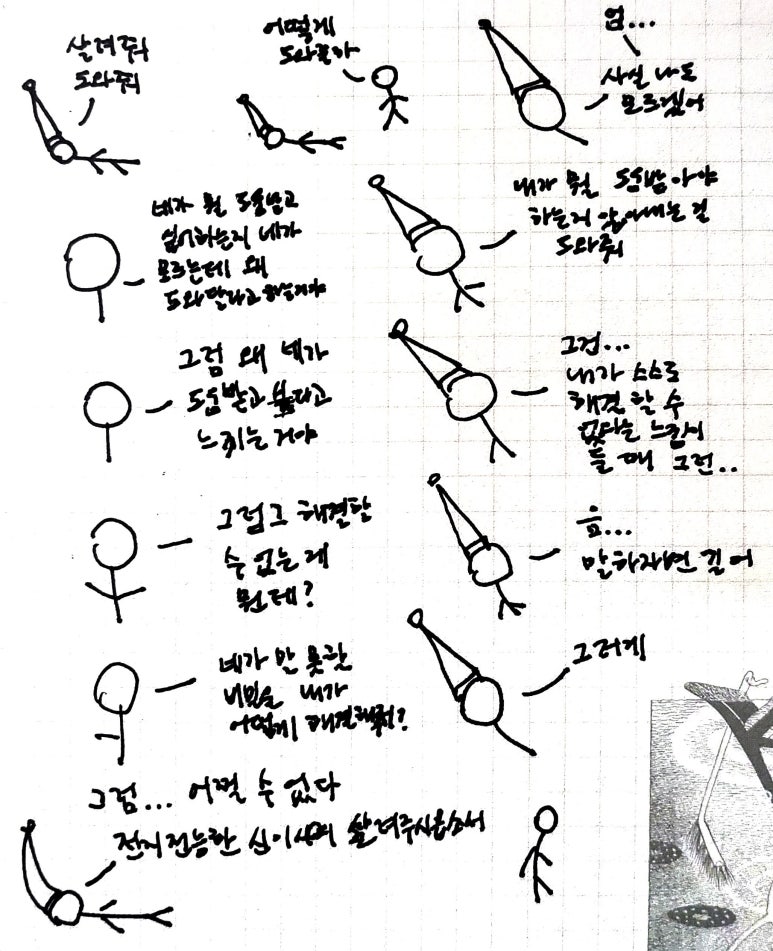 살려줘
도와줘
어떻게
도와줄까
음...
사실 나도
모르겠어
네가 뭘 도움받고
싶어하는지 네가
모르는데 왜
도와달라고 하는거야
내가 뭘 도움받아야
하는지 알아내는 걸
도와줘
그럼 왜 네가
도움받고 싶다고
느끼는 거야
그건...
내가 스스로
해결 할 수
없다는 느낌이
들 때 그런..
그럼 그 해결할
수 없는 게
뭔데?
음...
말하자면 길어
네가 말 못할
내가
어떻게 해결해줘?
그러게
그럼... 어쩔 수 없다
전지전능한 신이시여 살려주시옵소서